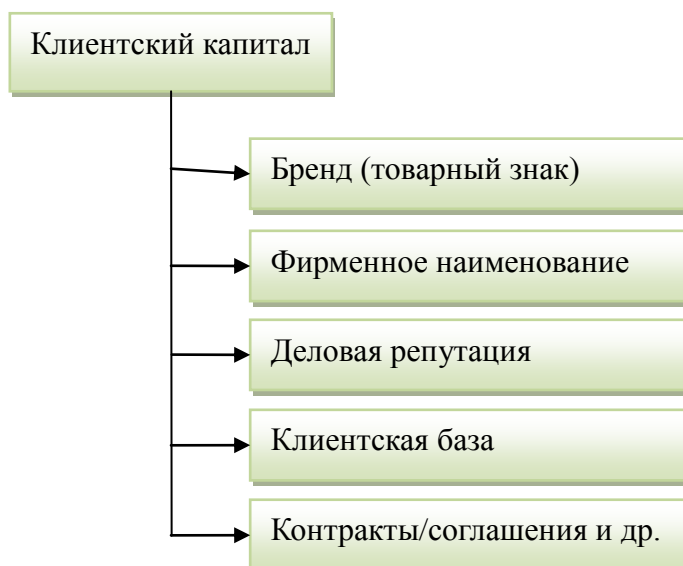 Клиентский капитал
Бренд (товарный знак)
Фирменное наименование
Деловая репутация
Клиентская база
Контракты/соглашения и др.